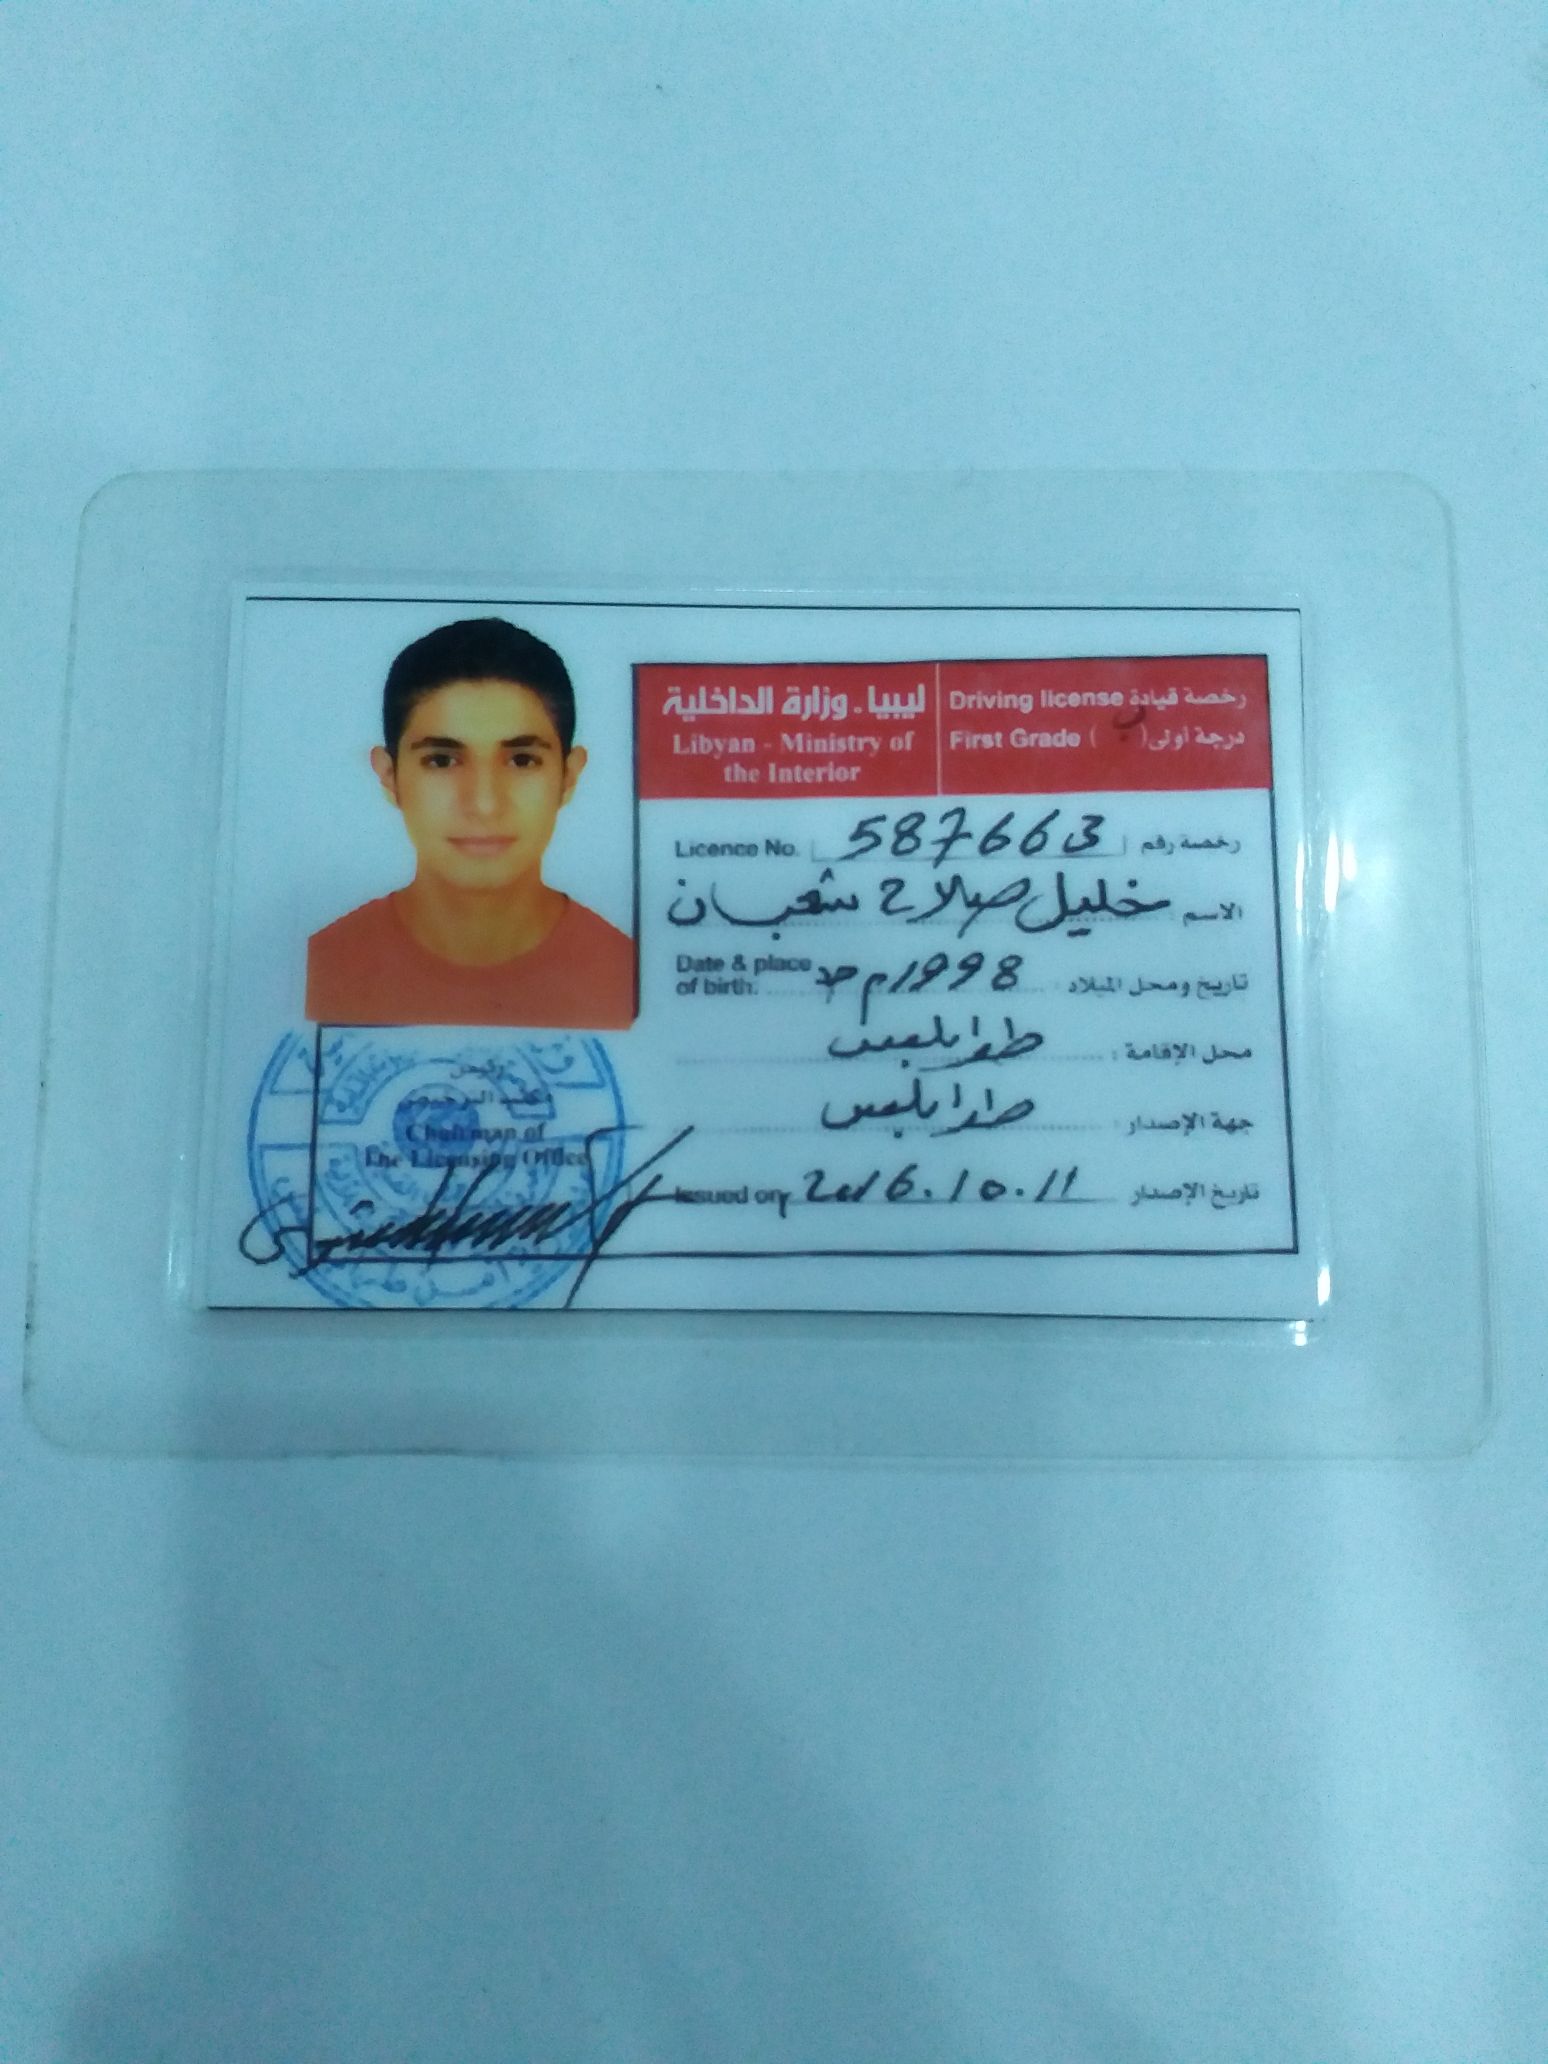 ليبيا - وزارة الداخلية
Libyan - Ministry of
the Interior
Driving license رخصة قيادة
First Grade (ب) درجة أولى
Licence No. 587663 رخصة رقم
الاسم خليل صلاح شعبان
Date & place
of birth. 1998م تاريخ ومحل الميلاد
محل الإقامة : طرابلس
جهة الإصدار : طرابلس
Issued on 2016.10.11 تاريخ الإصدار
رئيس
مكتب التراخيص
Chairman of
The Licensing Office